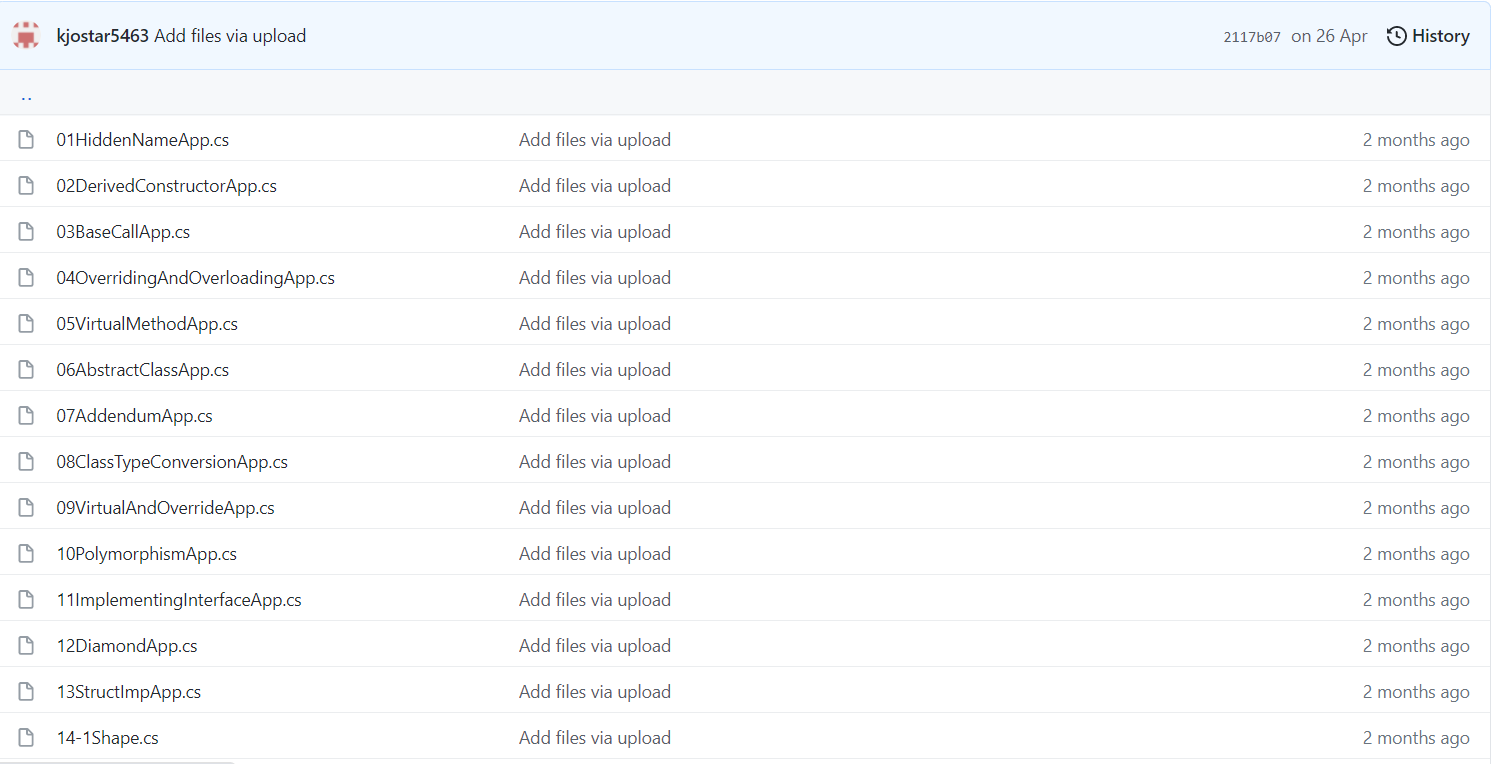 kjostar5463 Add files via upload 2117b07 on 26 Apr History
..
01HiddenNameApp.cs Add files via upload 2 months ago
02DerivedConstructorApp.cs Add files via upload 2 months ago
03BaseCallApp.cs Add files via upload 2 months ago
04OverridingAndOverloadingApp.cs Add files via upload 2 months ago
05VirtualMethodApp.cs Add files via upload 2 months ago
06AbstractClassApp.cs Add files via upload 2 months ago
07AddendumApp.cs Add files via upload 2 months ago
08ClassTypeConversionApp.cs Add files via upload 2 months ago
09VirtualAndOverrideApp.cs Add files via upload 2 months ago
10PolymorphismApp.cs Add files via upload 2 months ago
11ImplementingInterfaceApp.cs Add files via upload 2 months ago
12DiamondApp.cs Add files via upload 2 months ago
13StructImpApp.cs Add files via upload 2 months ago
14-1Shape.cs Add files via upload 2 months ago